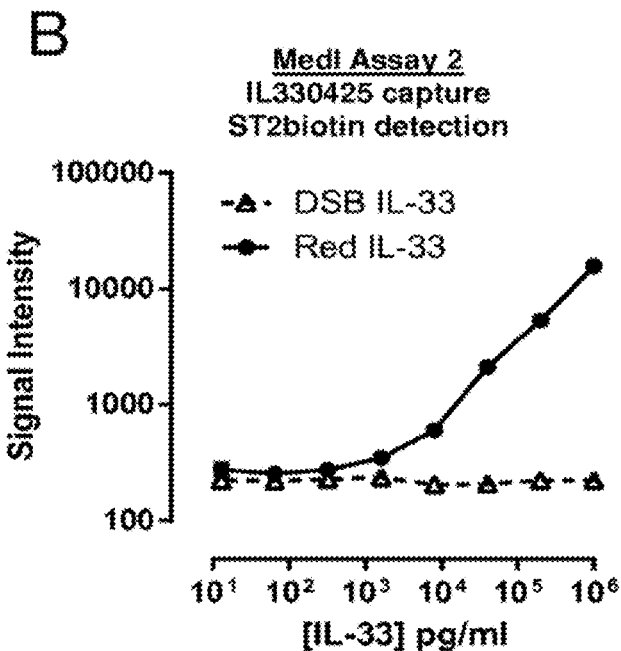 B
MedI Assay 2
IL330425 capture
ST2biotin detection
100000
10000
1000
100
Signal Intensity
DSB IL-33
Red IL-33
10¹ 10² 10³ 10⁴ 10⁵ 10⁶
[IL-33] pg/ml